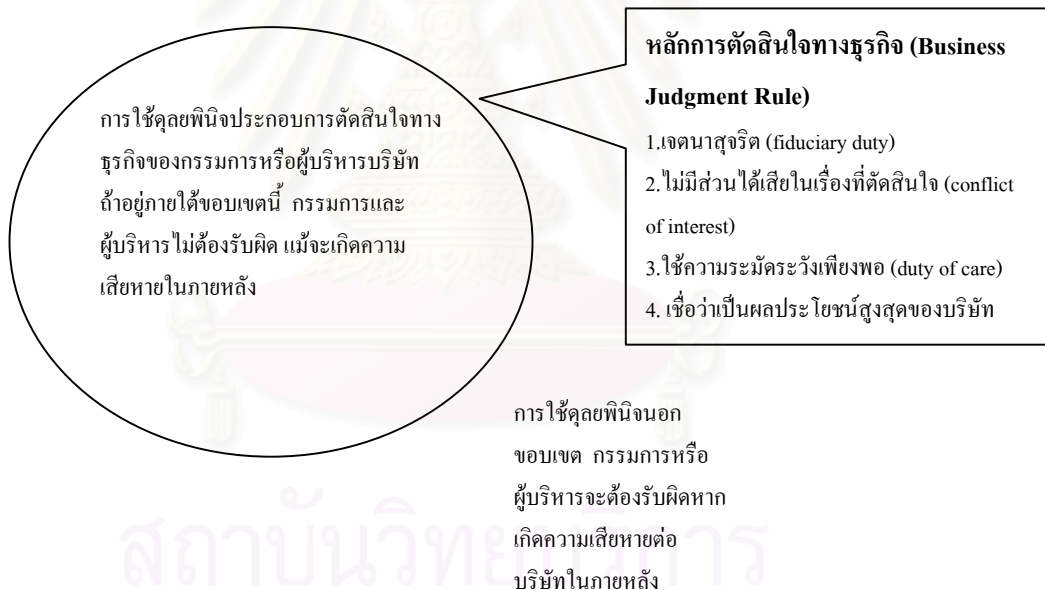 หลักการตัดสินใจทางธุรกิจ (Business
Judgment Rule)
1.เจตนาสุจริต (fiduciary duty)
2.ไม่มีส่วนได้เสียในเรื่องที่ตัดสินใจ (conflict
of interest)
3.ใช้ความระมัดระวังเพียงพอ (duty of care)
4. เชื่อว่าเป็นผลประโยชน์สูงสุดของบริษัท
การใช้ดุลยพินิจประกอบการตัดสินใจทาง
ธุรกิจของกรรมการหรือผู้บริหารบริษัท
ถ้าอยู่ภายใต้ขอบเขตนี้ กรรมการและ
ผู้บริหารไม่ต้องรับผิด แม้จะเกิดความ
เสียหายในภายหลัง
การใช้ดุลยพินิจนอก
ขอบเขต กรรมการหรือ
ผู้บริหารจะต้องรับผิดหาก
เกิดความเสียหายต่อ
บริษัทในภายหลัง
สถาบันวิทยบริการ